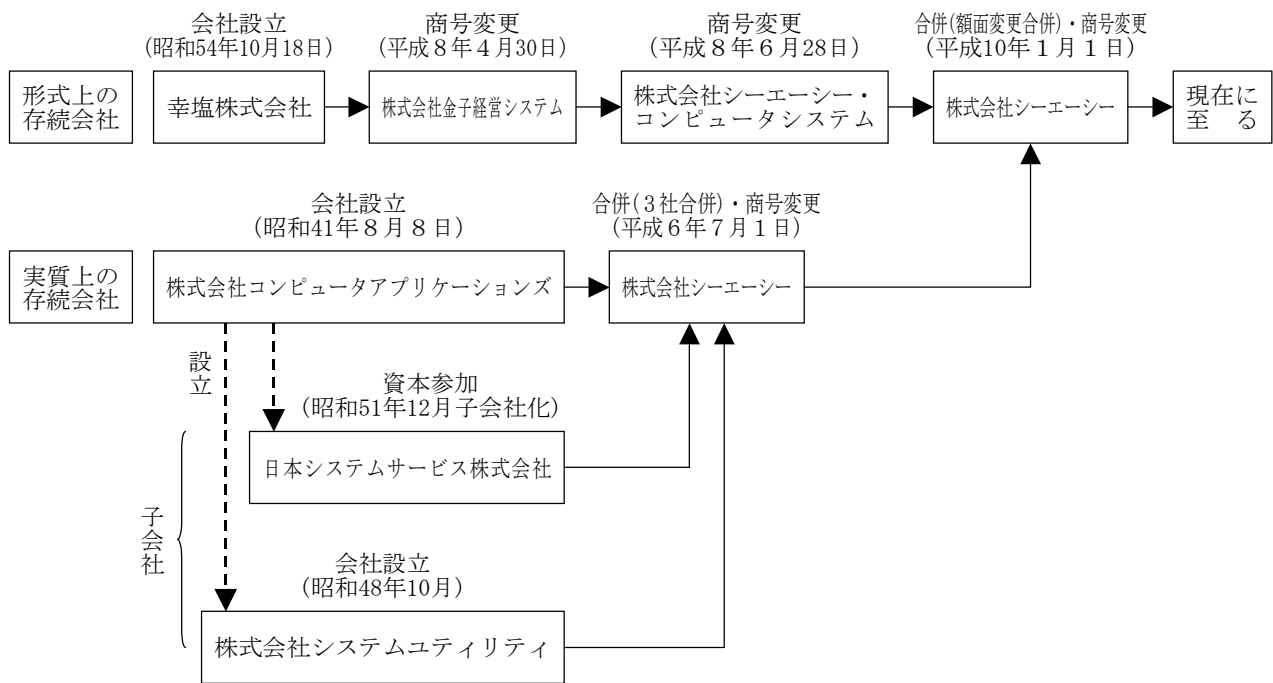 会社設立
(昭和54年10月18日)
商号変更
(平成８年４月30日)
商号変更
(平成８年６月28日)
合併(額面変更合併)・商号変更
(平成10年１月１日)
形式上の
存続会社
幸塩株式会社
株式会社金子経営システム
株式会社シーエーシー・
コンピュータシステム
株式会社シーエーシー
現在に
至　る
会社設立
(昭和41年８月８日)
合併(３社合併)・商号変更
(平成６年７月１日)
実質上の
存続会社
株式会社コンピュータアプリケーションズ
株式会社シーエーシー
設立
資本参加
(昭和51年12月子会社化)
日本システムサービス株式会社
子会社
会社設立
(昭和48年10月)
株式会社システムユティリティ